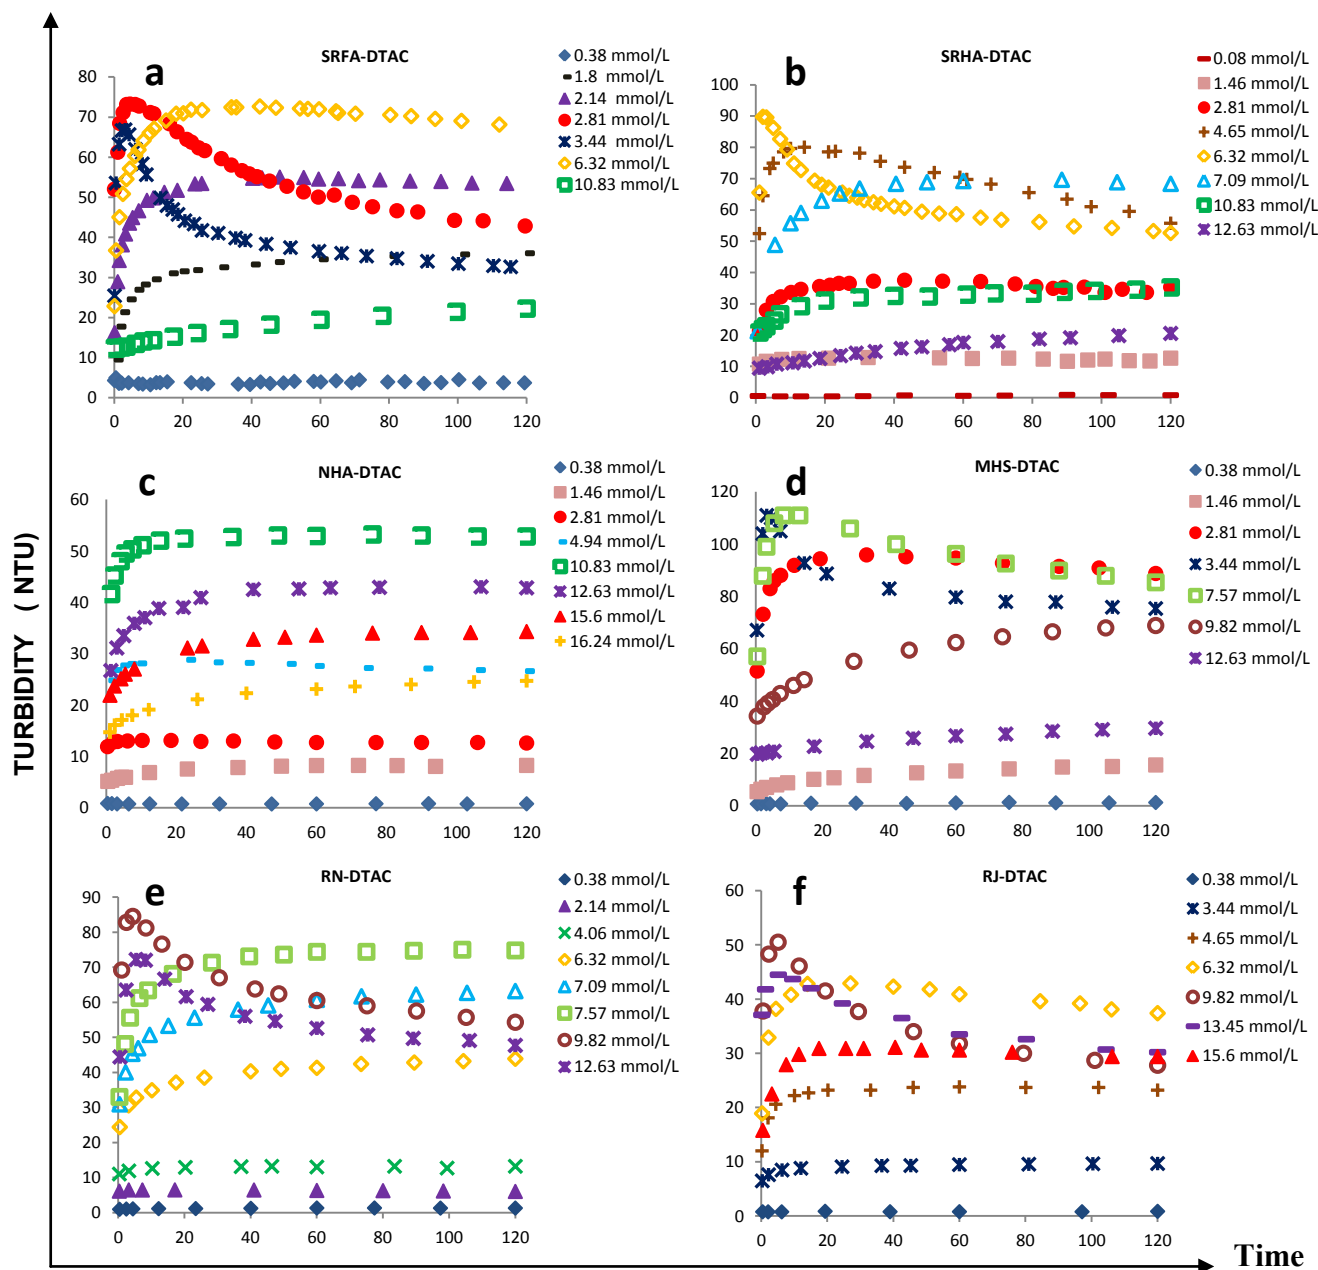 TURBIDITY ( NTU)
SRFA-DTAC
a
80
70
60
50
40
30
20
10
0
0 20 40 60 80 100 120
0.38 mmol/L
1.8 mmol/L
2.14 mmol/L
2.81 mmol/L
3.44 mmol/L
6.32 mmol/L
10.83 mmol/L
SRHA-DTAC
b
100
90
80
70
60
50
40
30
20
10
0
0 20 40 60 80 100 120
0.08 mmol/L
1.46 mmol/L
2.81 mmol/L
4.65 mmol/L
6.32 mmol/L
7.09 mmol/L
10.83 mmol/L
12.63 mmol/L
NHA-DTAC
c
60
50
40
30
20
10
0
0 20 40 60 80 100 120
0.38 mmol/L
1.46 mmol/L
2.81 mmol/L
4.94 mmol/L
10.83 mmol/L
12.63 mmol/L
15.6 mmol/L
16.24 mmol/L
MHS-DTAC
d
120
100
80
60
40
20
0
0 20 40 60 80 100 120
0.38 mmol/L
1.46 mmol/L
2.81 mmol/L
3.44 mmol/L
7.57 mmol/L
9.82 mmol/L
12.63 mmol/L
RN-DTAC
e
90
80
70
60
50
40
30
20
10
0
0 20 40 60 80 100 120
0.38 mmol/L
2.14 mmol/L
4.06 mmol/L
6.32 mmol/L
7.09 mmol/L
7.57 mmol/L
9.82 mmol/L
12.63 mmol/L
RJ-DTAC
f
60
50
40
30
20
10
0
0 20 40 60 80 100 120
0.38 mmol/L
3.44 mmol/L
4.65 mmol/L
6.32 mmol/L
9.82 mmol/L
13.45 mmol/L
15.6 mmol/L
Time